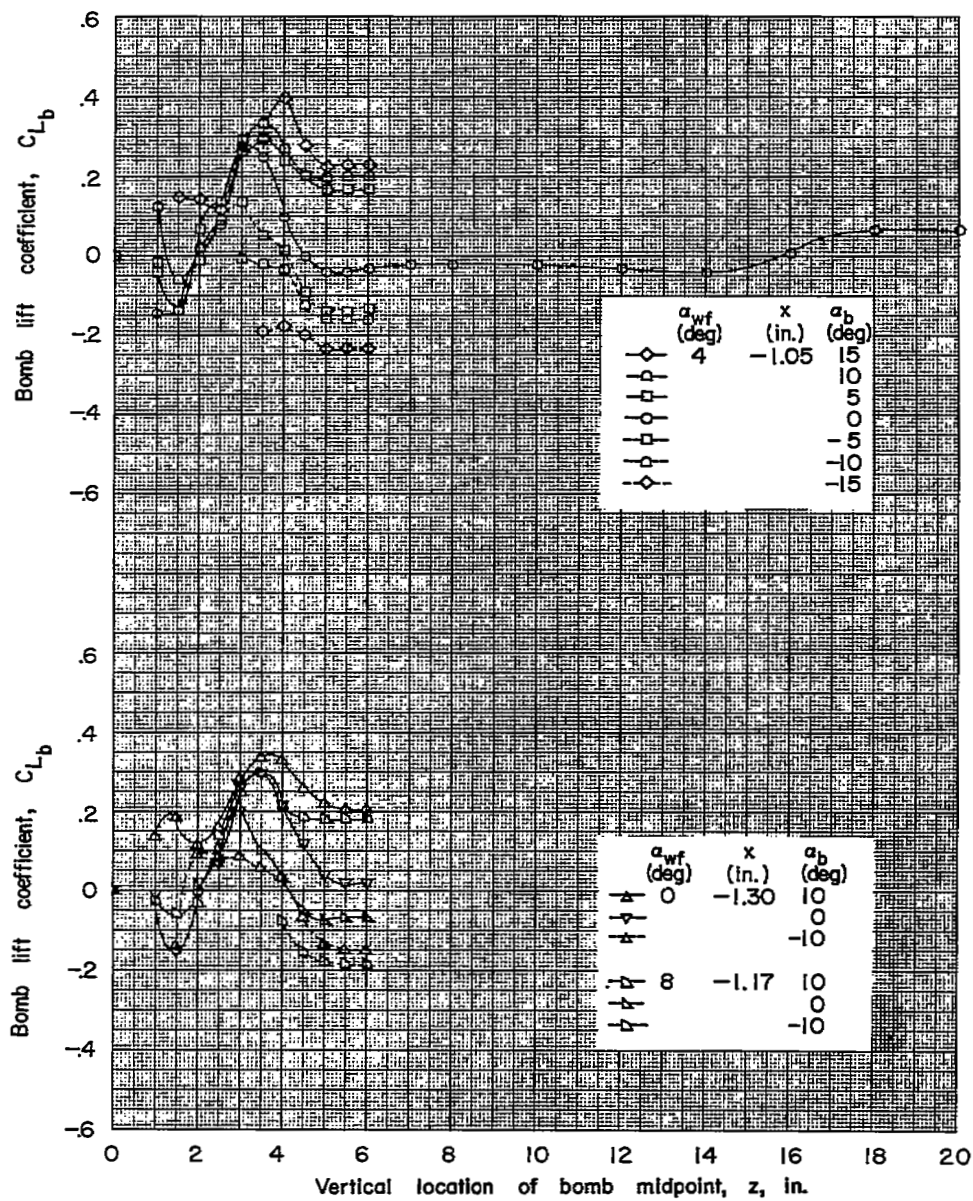 .6
.4
.2
0
-.2
-.4
-.6
Bomb lift coefficient, C_L_b
α_wf (deg) x (in.) α_b (deg)
4 -1.05 15
10
5
0
-5
-10
-15
.6
.4
.2
0
-.2
-.4
-.6
Bomb lift coefficient, C_L_b
α_wf (deg) x (in.) α_b (deg)
0 -1.30 10
0
-10
8 -1.17 10
0
-10
0 2 4 6 8 10 12 14 16 18 20
Vertical location of bomb midpoint, z, in.